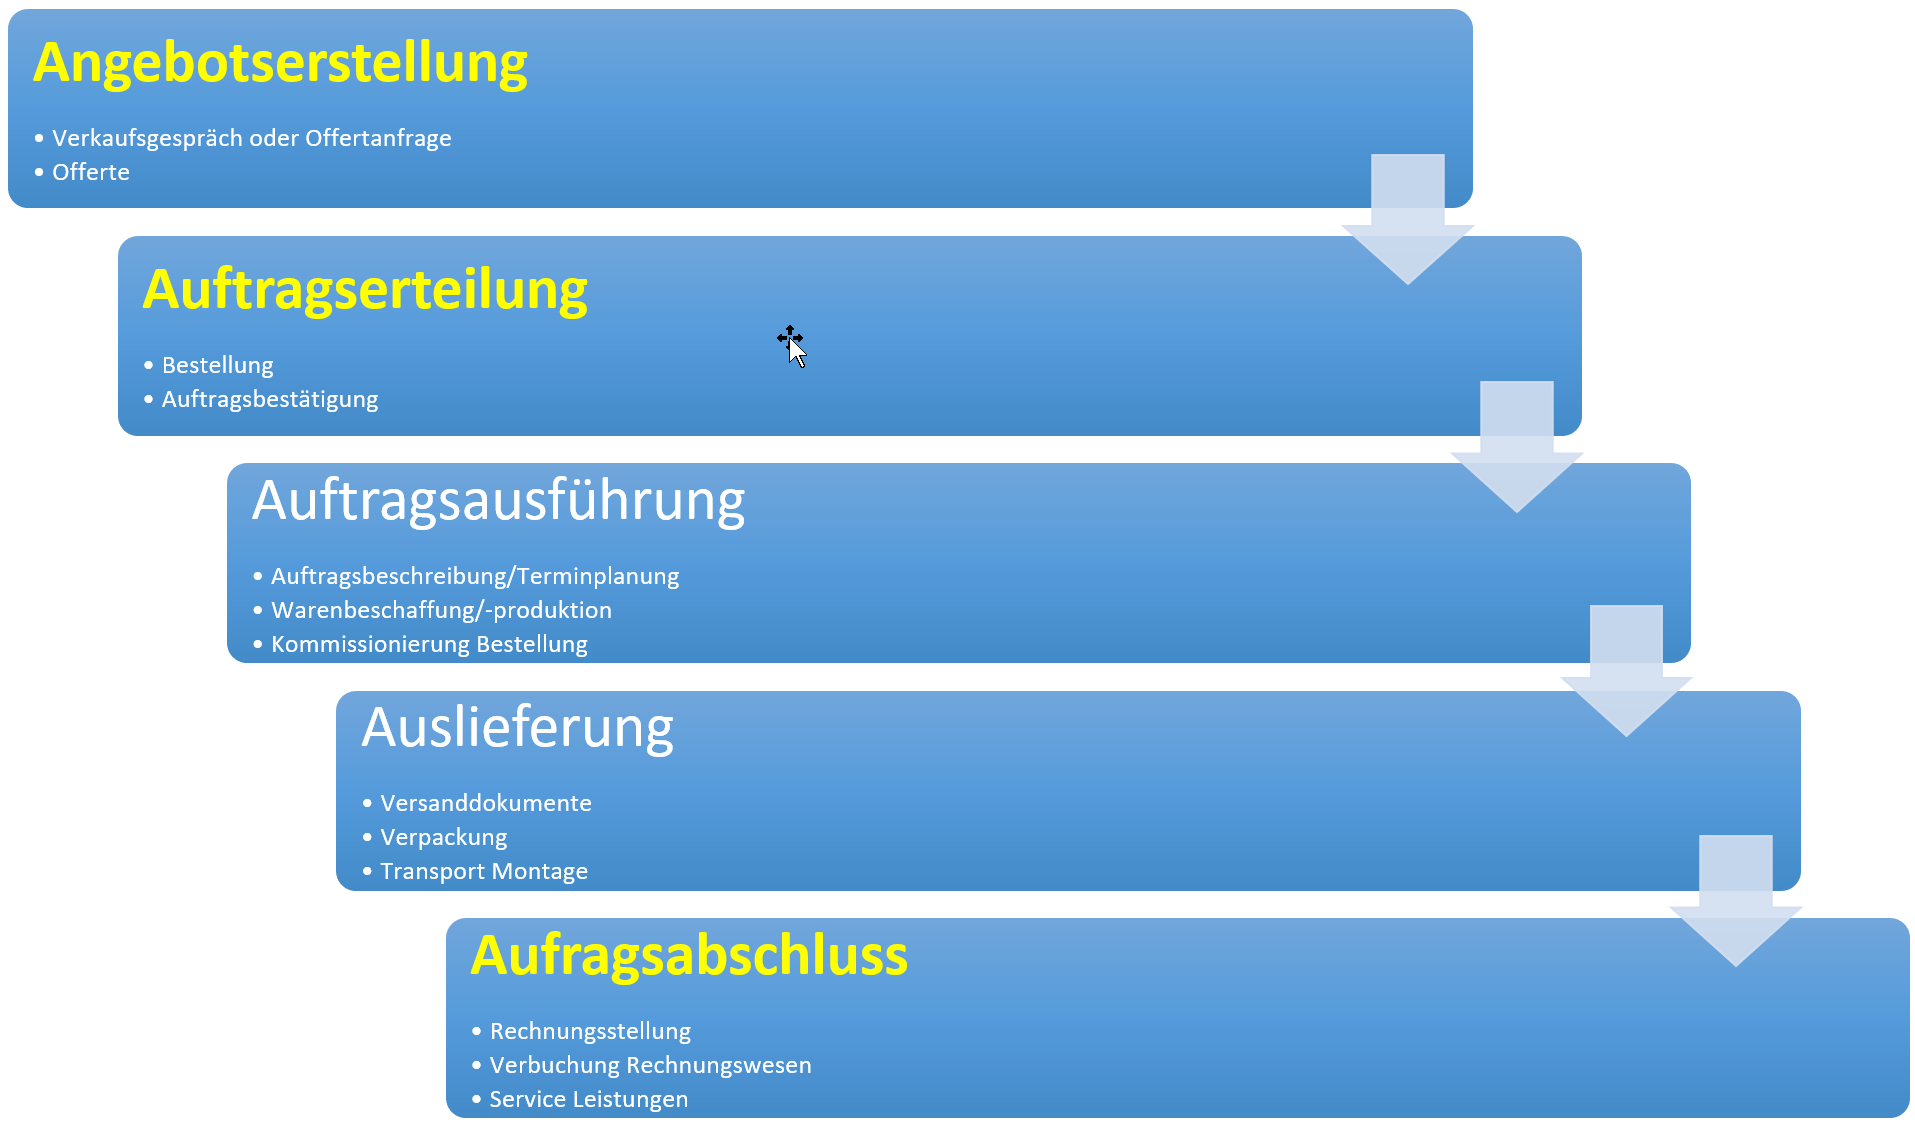 Angebotserstellung
• Verkaufsgespräch oder Offertanfrage
• Offerte
Auftragserteilung
• Bestellung
• Auftragsbestätigung
Auftragsausführung
• Auftragsbeschreibung/Terminplanung
• Warenbeschaffung/-produktion
• Kommissionierung Bestellung
Auslieferung
• Versanddokumente
• Verpackung
• Transport Montage
Aufragsabschluss
• Rechnungsstellung
• Verbuchung Rechnungswesen
• Service Leistungen